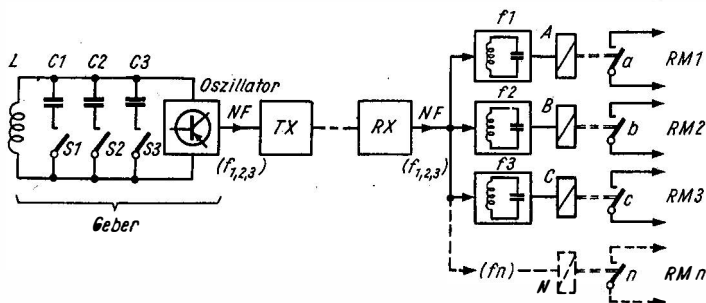 f1
A
a
RM1
L
C1
C2
C3
Oszillator
S1
S2
S3
NF
TX
RX
NF
(f1,2,3)
(f1,2,3)
Geber
f2
B
b
RM2
f3
C
c
RM3
(fn)
N
n
RMn